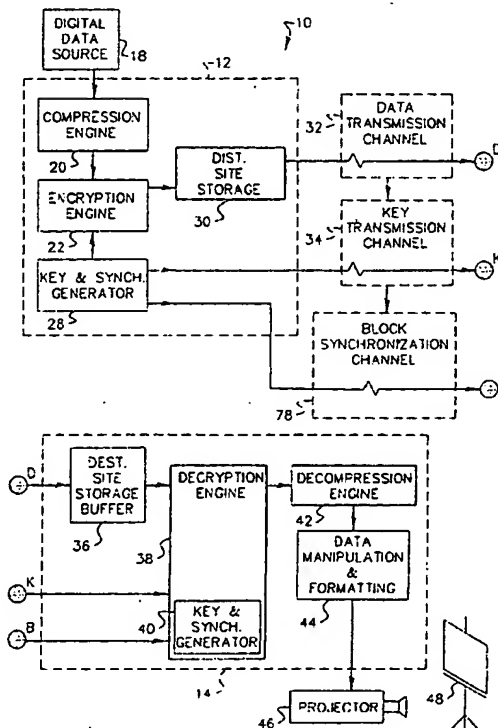 10
DIGITAL
DATA
SOURCE
18
12
COMPRESSION
ENGINE
20
ENCRYPTION
ENGINE
22
KEY & SYNCH.
GENERATOR
28
DIST.
SITE
STORAGE
30
32
DATA
TRANSMISSION
CHANNEL
D
34
KEY
TRANSMISSION
CHANNEL
K
BLOCK
SYNCHRONIZATION
CHANNEL
78
D
DEST.
SITE
STORAGE
BUFFER
36
DECRYPTION
ENGINE
38
K
B
40
KEY &
SYNCH.
GENERATOR
DECOMPRESSION
ENGINE
42
DATA
MANIPULATION
&
FORMATTING
44
14
PROJECTOR
46
48